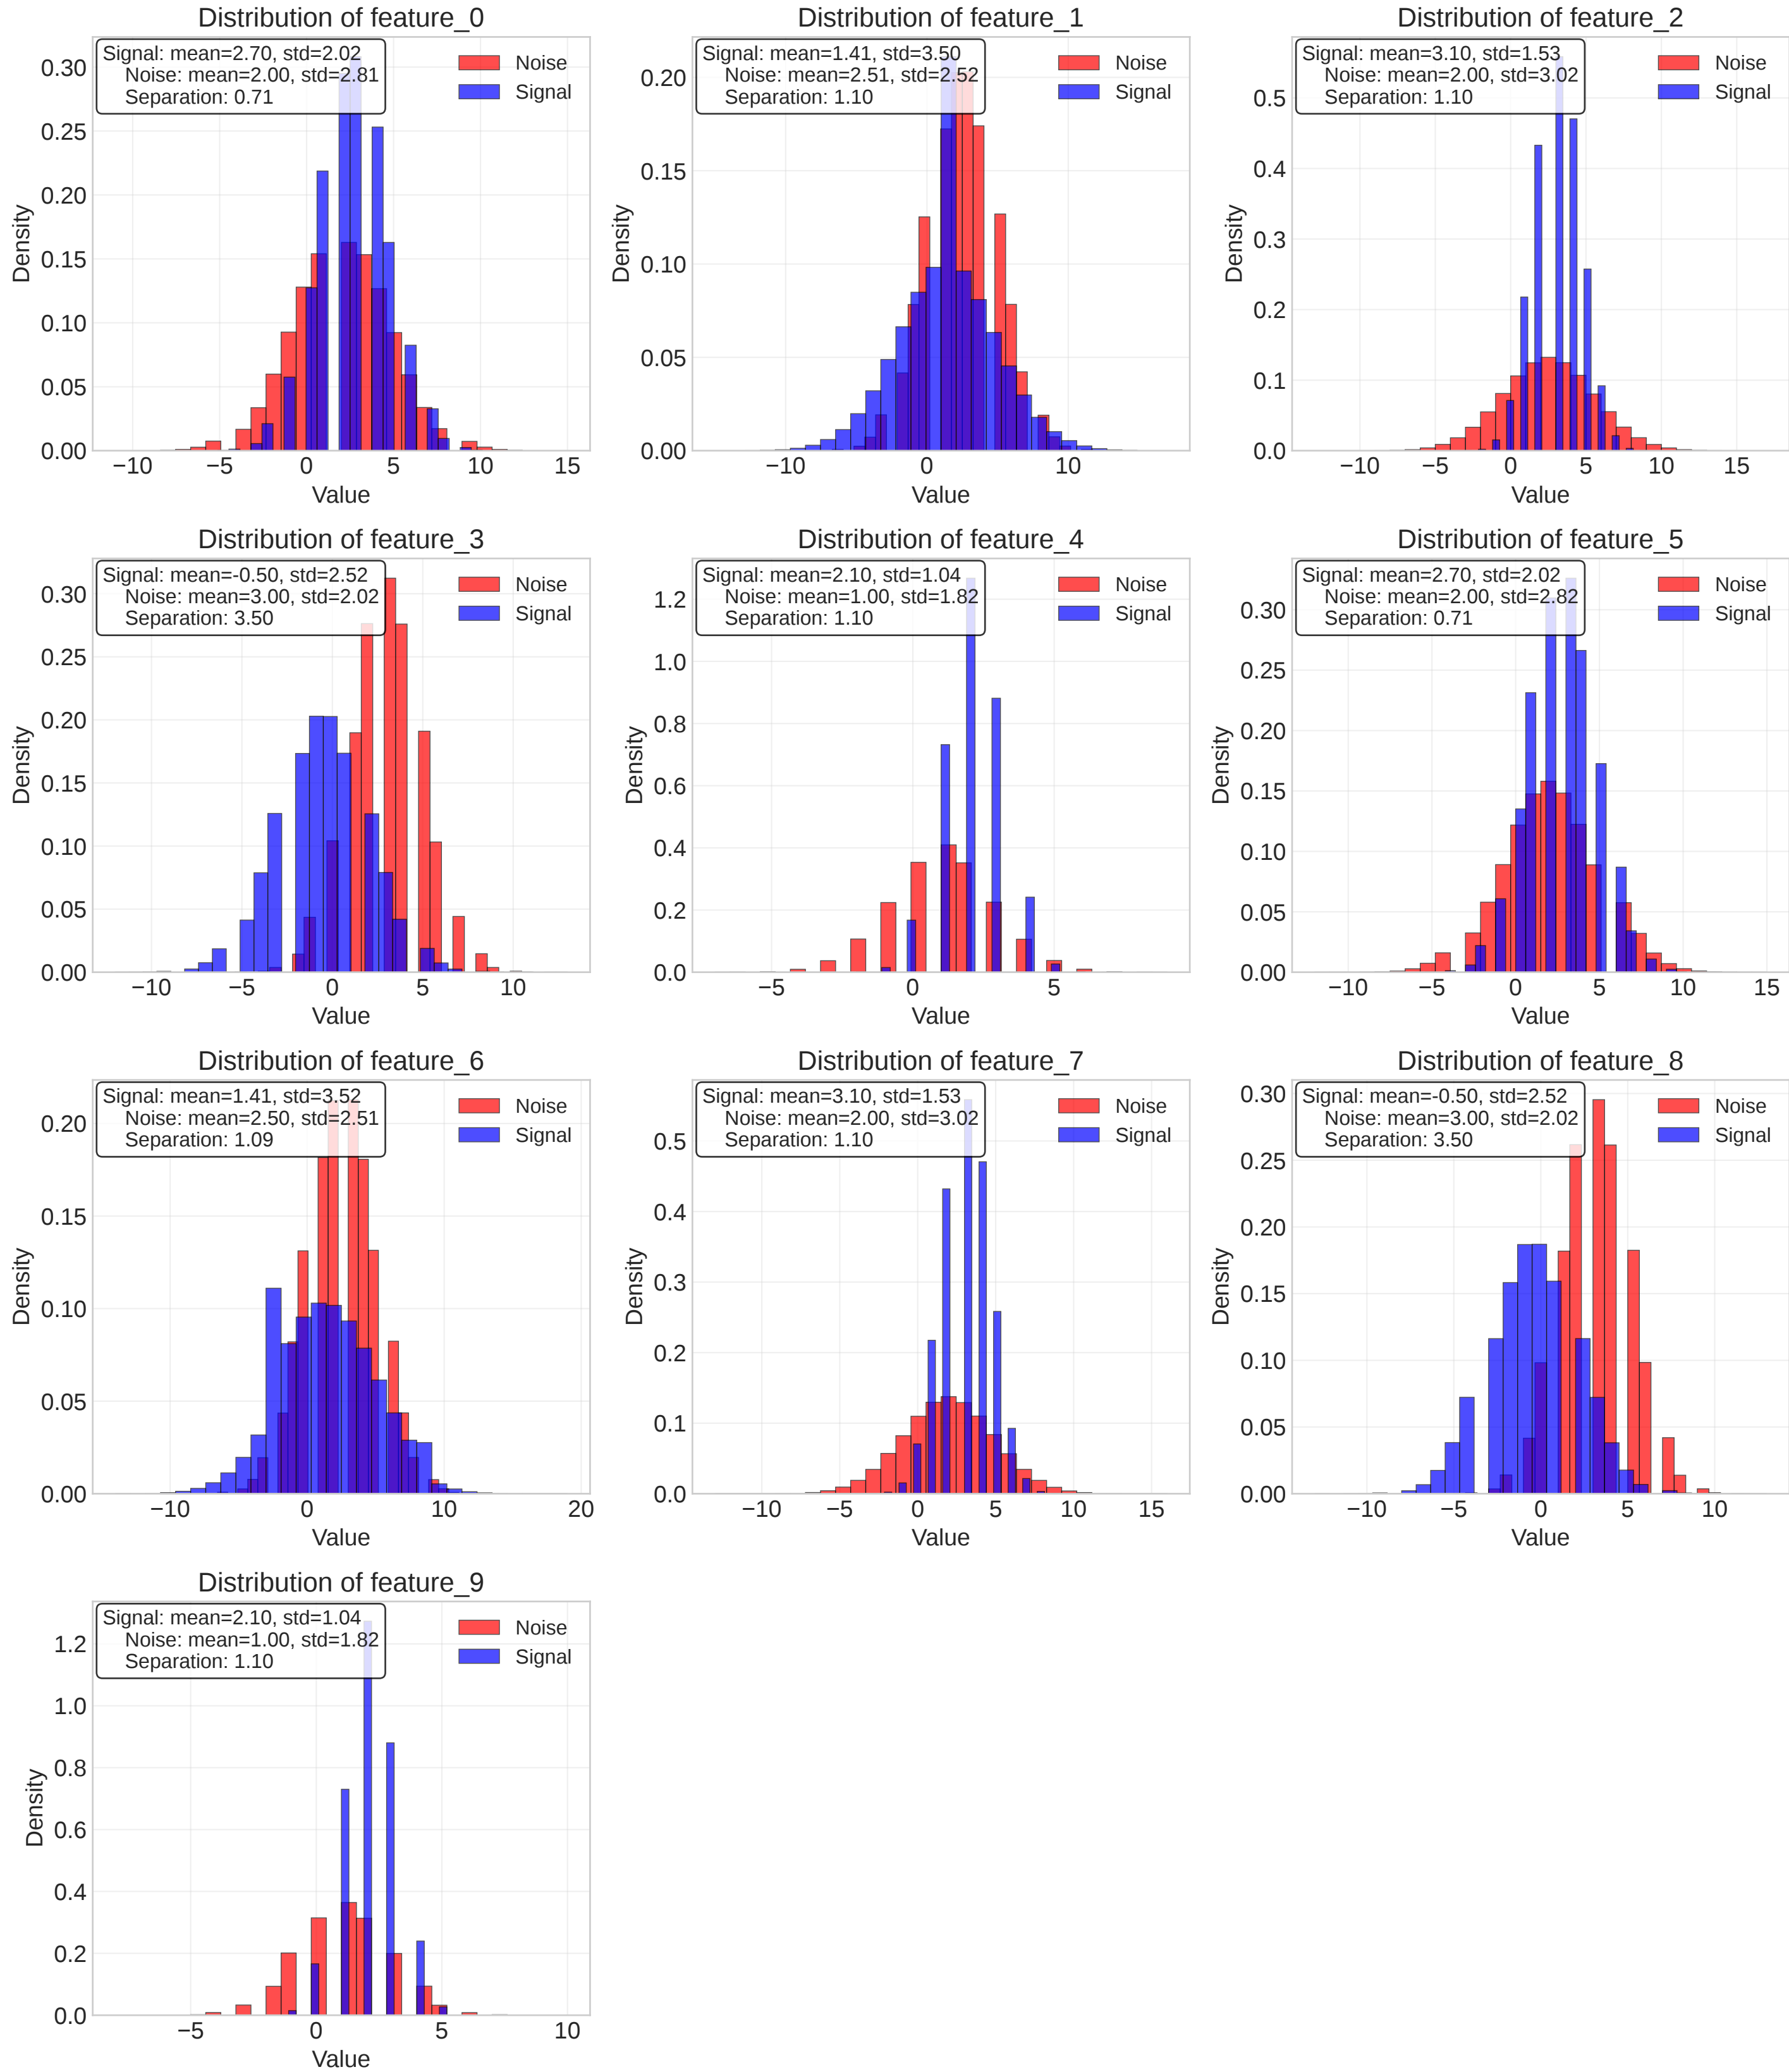 Distribution of feature_0
Signal: mean=2.70, std=2.02
Noise: mean=2.00, std=2.81
Separation: 0.71
Noise
Signal
0.30
0.25
0.20
0.15
0.10
0.05
0.00
Density
−10
−5
0
5
10
15
Value
Distribution of feature_1
Signal: mean=1.41, std=3.50
Noise: mean=2.51, std=2.52
Separation: 1.10
Noise
Signal
0.20
0.15
0.10
0.05
0.00
Density
−10
0
10
Value
Distribution of feature_2
Signal: mean=3.10, std=1.53
Noise: mean=2.00, std=3.02
Separation: 1.10
Noise
Signal
0.5
0.4
0.3
0.2
0.1
0.0
Density
−10
−5
0
5
10
15
Value
Distribution of feature_3
Signal: mean=-0.50, std=2.52
Noise: mean=3.00, std=2.02
Separation: 3.50
Noise
Signal
0.30
0.25
0.20
0.15
0.10
0.05
0.00
Density
−10
−5
0
5
10
Value
Distribution of feature_4
Signal: mean=2.10, std=1.04
Noise: mean=1.00, std=1.82
Separation: 1.10
Noise
Signal
1.2
1.0
0.8
0.6
0.4
0.2
0.0
Density
−5
0
5
Value
Distribution of feature_5
Signal: mean=2.70, std=2.02
Noise: mean=2.00, std=2.82
Separation: 0.71
Noise
Signal
0.30
0.25
0.20
0.15
0.10
0.05
0.00
Density
−10
−5
0
5
10
15
Value
Distribution of feature_6
Signal: mean=1.41, std=3.52
Noise: mean=2.50, std=2.51
Separation: 1.09
Noise
Signal
0.20
0.15
0.10
0.05
0.00
Density
−10
0
10
20
Value
Distribution of feature_7
Signal: mean=3.10, std=1.53
Noise: mean=2.00, std=3.02
Separation: 1.10
Noise
Signal
0.5
0.4
0.3
0.2
0.1
0.0
Density
−10
−5
0
5
10
15
Value
Distribution of feature_8
Signal: mean=-0.50, std=2.52
Noise: mean=3.00, std=2.02
Separation: 3.50
Noise
Signal
0.30
0.25
0.20
0.15
0.10
0.05
0.00
Density
−10
−5
0
5
10
Value
Distribution of feature_9
Signal: mean=2.10, std=1.04
Noise: mean=1.00, std=1.82
Separation: 1.10
Noise
Signal
1.2
1.0
0.8
0.6
0.4
0.2
0.0
Density
−5
0
5
10
Value